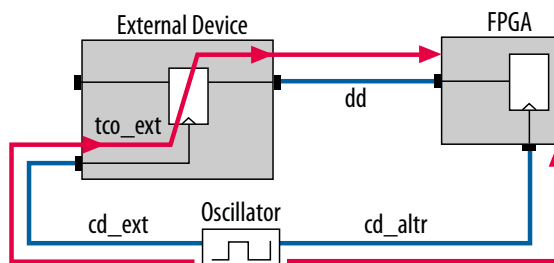 External Device
FPGA
dd
tco_ext
cd_ext
Oscillator
cd_altr